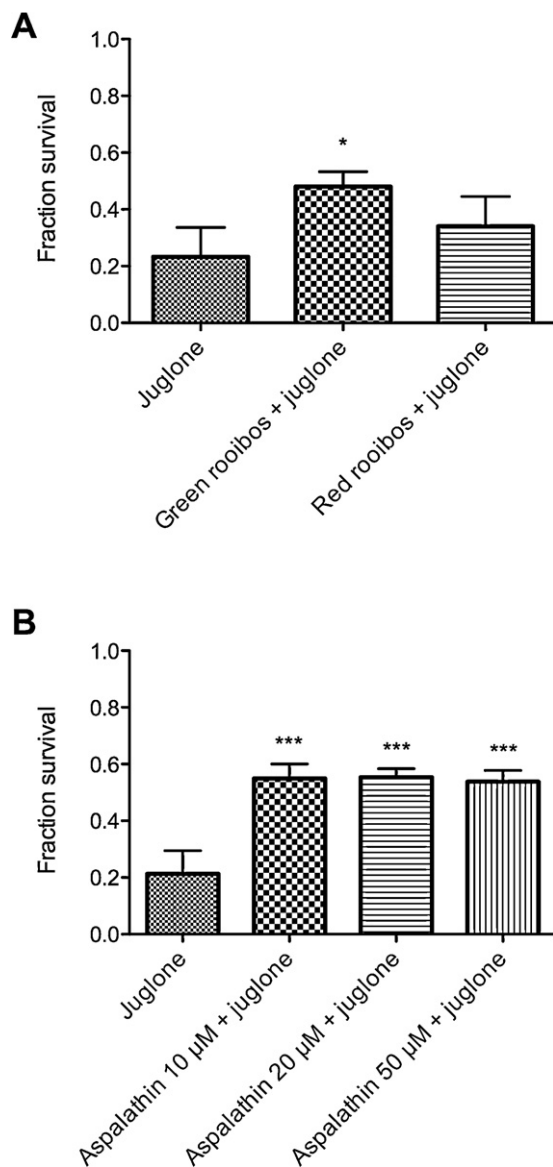 A
Fraction survival
1.0
0.8
0.6
0.4
0.2
0.0
*
Juglone
Green rooibos + juglone
Red rooibos + juglone
B
Fraction survival
1.0
0.8
0.6
0.4
0.2
0.0
***
***
***
Juglone
Aspalathin 10 µM + juglone
Aspalathin 20 µM + juglone
Aspalathin 50 µM + juglone